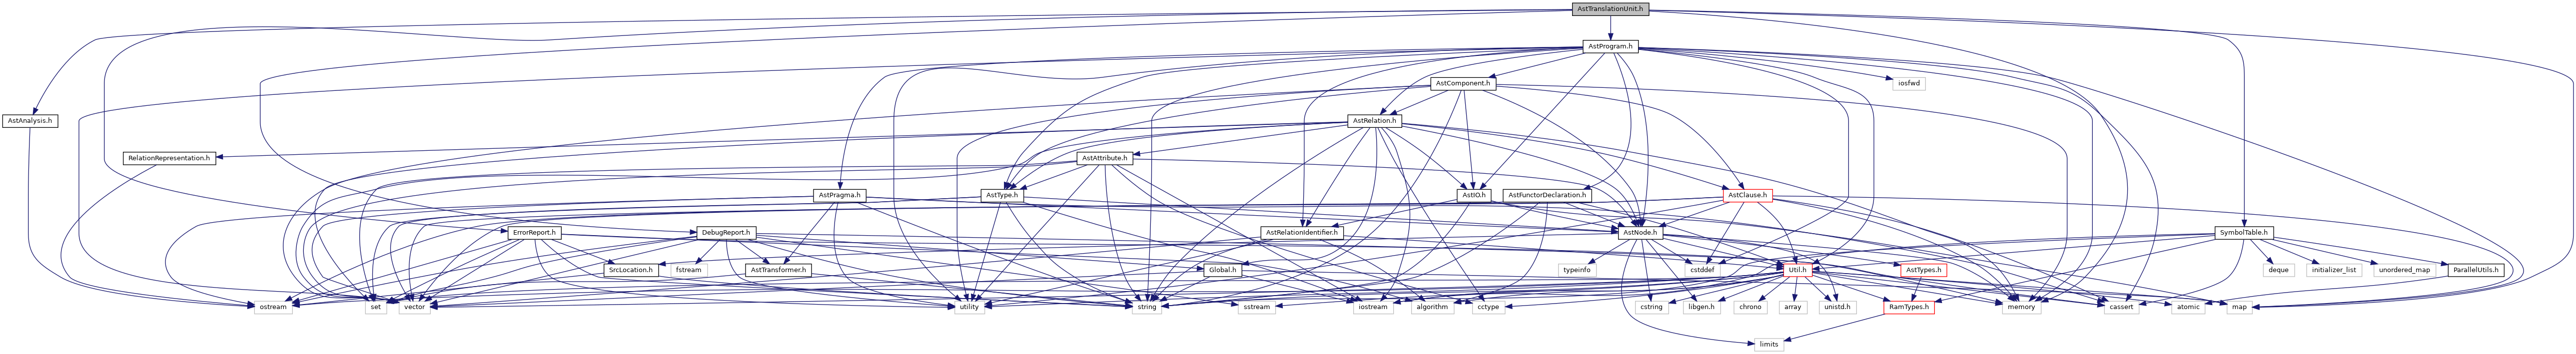 AstTranslationUnit.h
AstProgram.h
AstComponent.h
iosfwd
AstAnalysis.h
AstRelation.h
RelationRepresentation.h
AstAttribute.h
AstPragma.h
AstType.h
AstIO.h
AstFunctorDeclaration.h
AstClause.h
ErrorReport.h
DebugReport.h
AstRelationIdentifier.h
AstNode.h
SymbolTable.h
SrcLocation.h
fstream
AstTransformer.h
Global.h
typeinfo
cstddef
Util.h
AstTypes.h
deque
initializer_list
unordered_map
ParallelUtils.h
ostream
set
vector
utility
string
sstream
iostream
algorithm
cctype
cstring
libgen.h
chrono
array
unistd.h
RamTypes.h
memory
cassert
atomic
map
limits